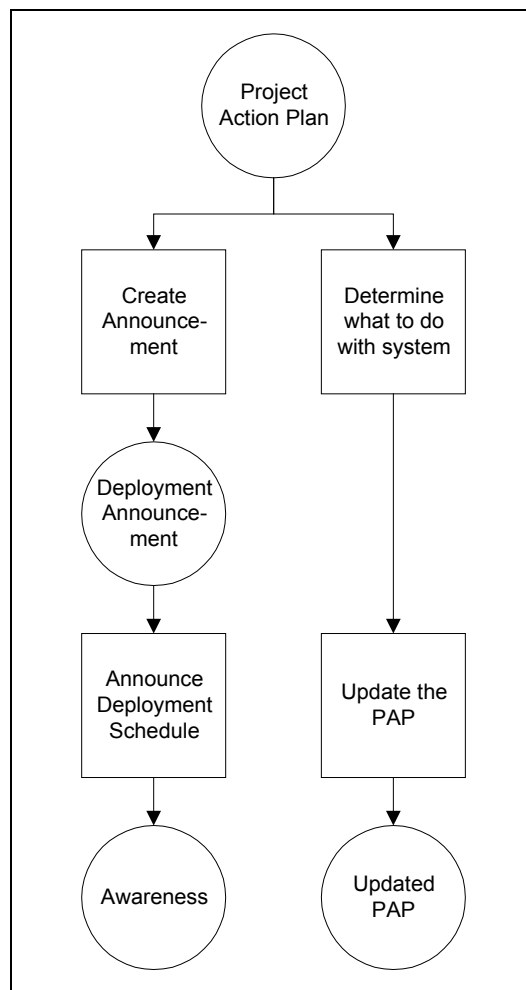 Project
Action Plan
Create
Announce-
ment
Determine
what to do
with system
Deployment
Announce-
ment
Announce
Deployment
Schedule
Update the
PAP
Awareness
Updated
PAP